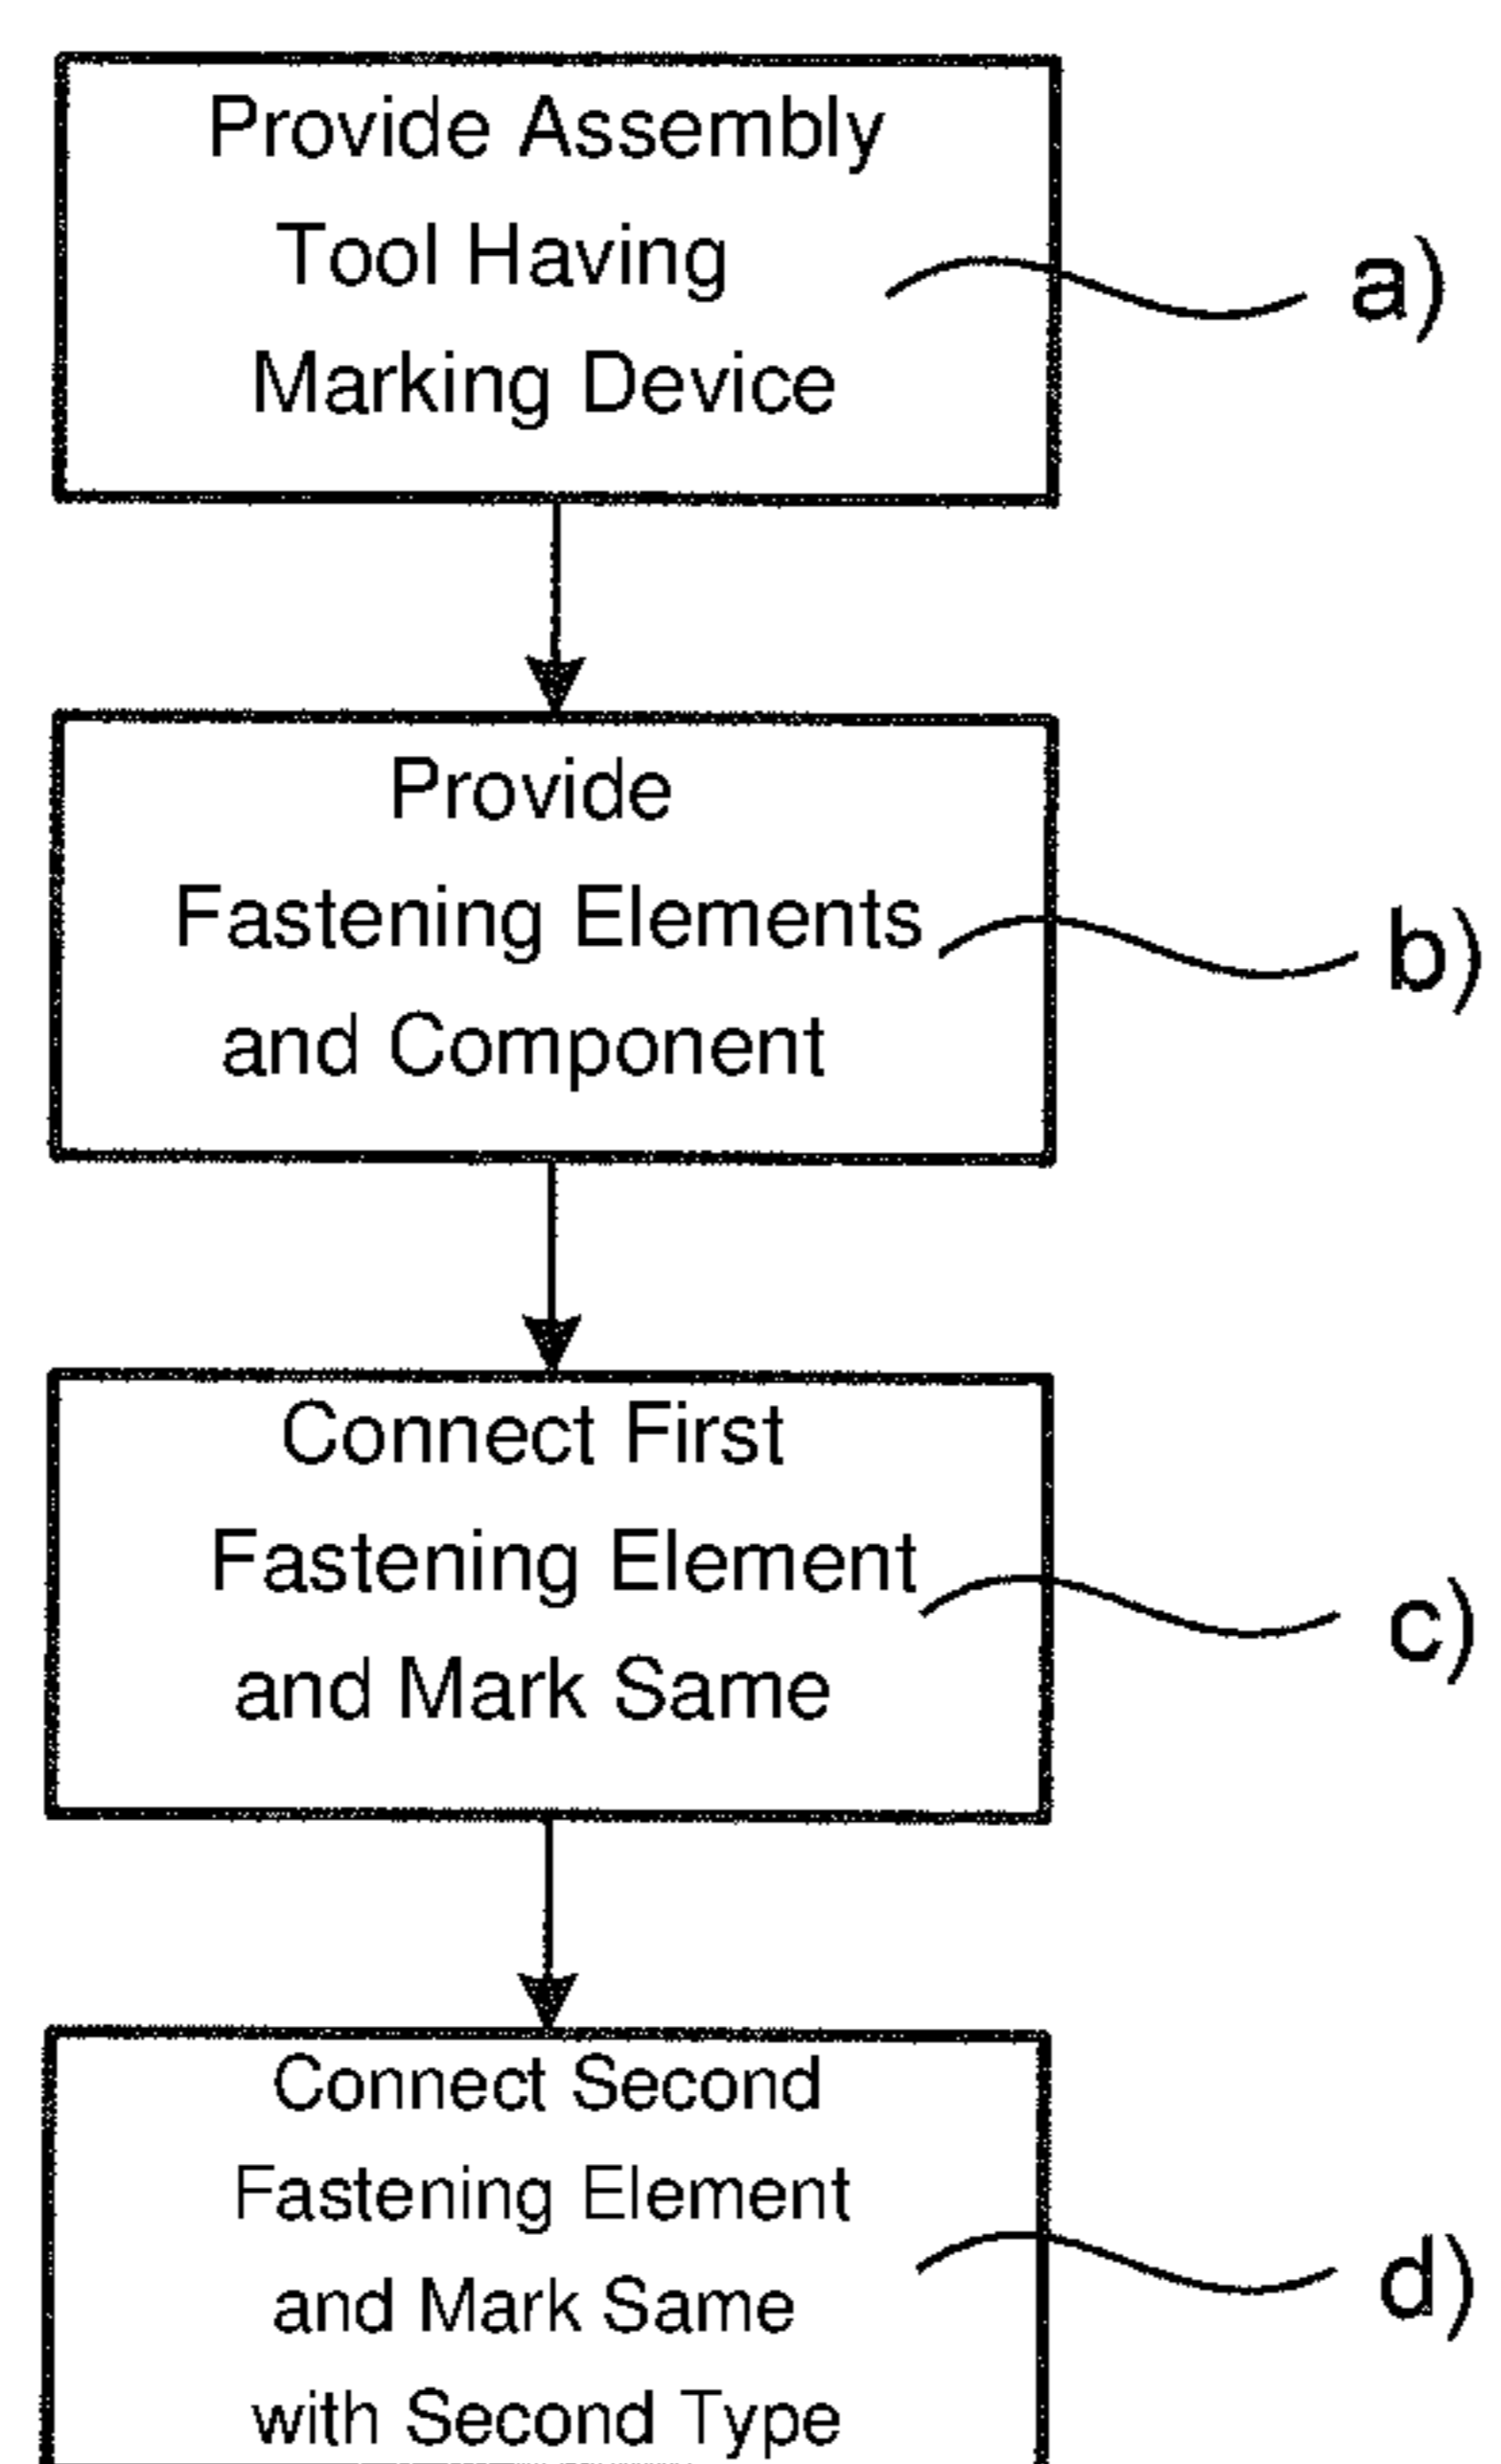 Provide Assembly
Tool Having
Marking Device
a)
Provide
Fastening Elements
and Component
b)
Connect First
Fastening Element
and Mark Same
c)
Connect Second
Fastening Element
and Mark Same
with Second Type
d)